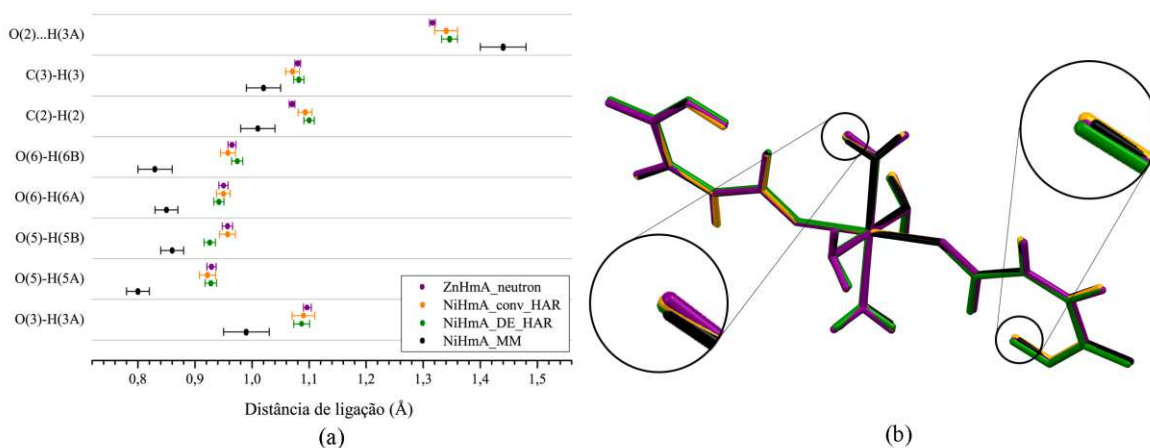 O(2)...H(3A)
C(3)-H(3)
C(2)-H(2)
O(6)-H(6B)
O(6)-H(6A)
O(5)-H(5B)
O(5)-H(5A)
O(3)-H(3A)
ZnHmA_neutron
NiHmA_conv_HAR
NiHmA_DE_HAR
NiHmA_MM
0,8 0,9 1,0 1,1 1,2 1,3 1,4 1,5
Distância de ligação (Å)
(a)
(b)